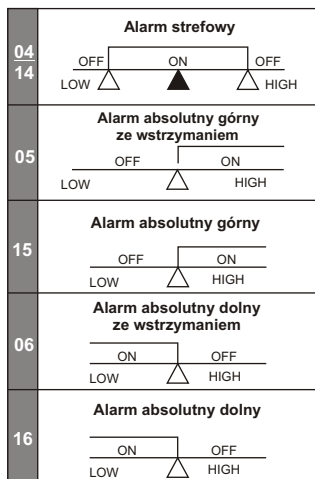 04
14
Alarm strefowy
OFF ON OFF
LOW HIGH
05
Alarm absolutny górny
ze wstrzymaniem
OFF ON
LOW HIGH
15
Alarm absolutny górny
OFF ON
LOW HIGH
06
Alarm absolutny dolny
ze wstrzymaniem
ON OFF
LOW HIGH
16
Alarm absolutny dolny
ON OFF
LOW HIGH